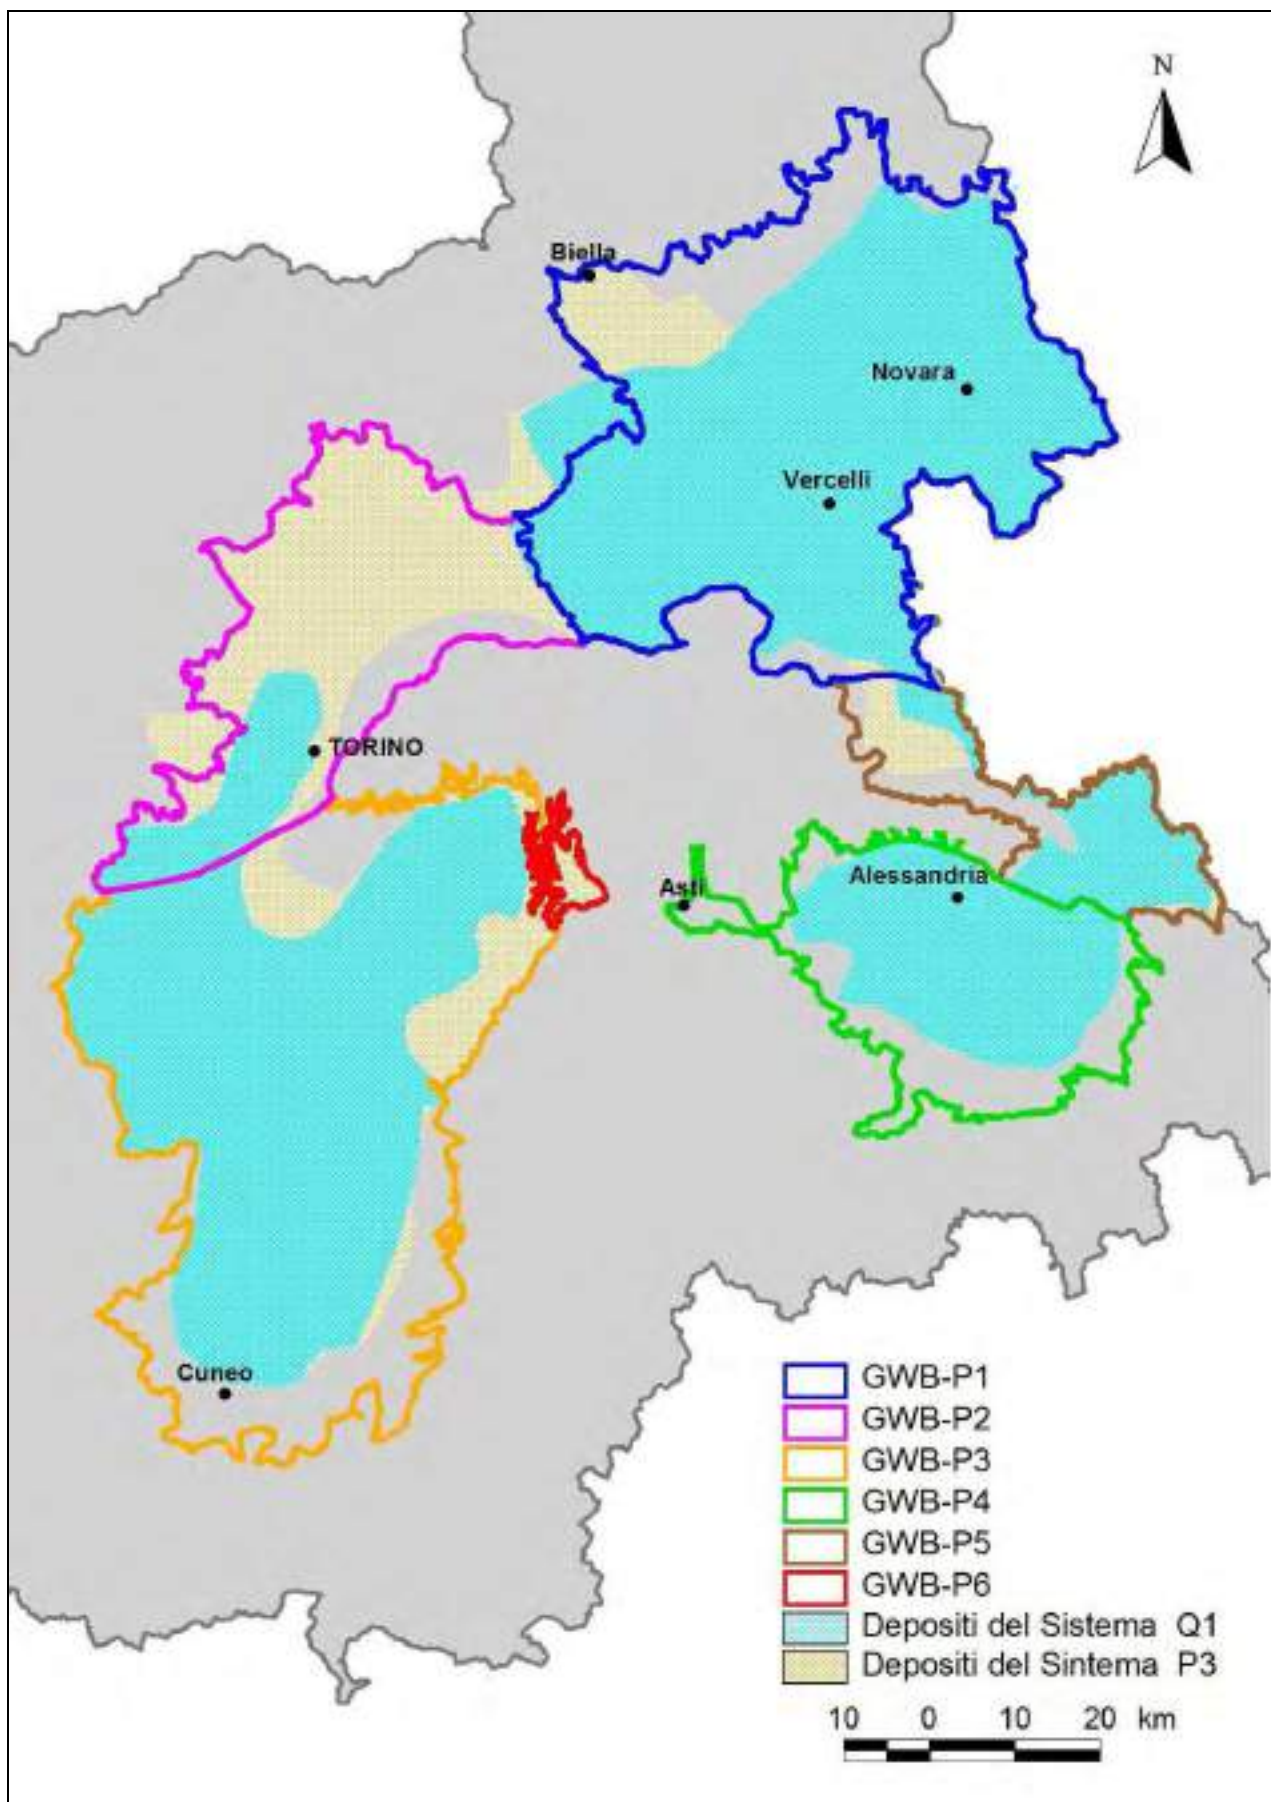 N
Biella
Novara
Vercelli
TORINO
Asti
Alessandria
Cuneo
GWB-P1
GWB-P2
GWB-P3
GWB-P4
GWB-P5
GWB-P6
Depositi del Sistema Q1
Depositi del Sintema P3
10 0 10 20 km